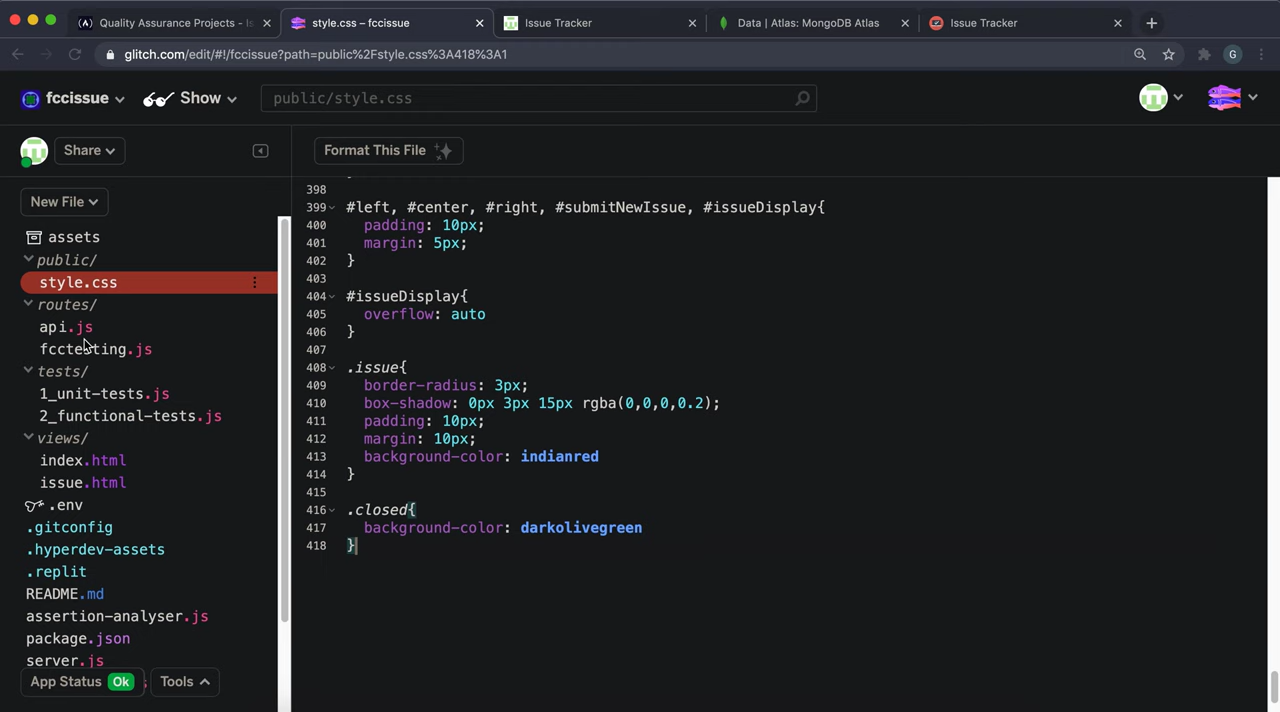 Quality Assurance Projects - Is
style.css – fccissue
Issue Tracker
Data | Atlas: MongoDB Atlas
Issue Tracker
glitch.com/edit/#!/fccissue?path=public%2Fstyle.css%3A418%3A1
G
fccissue
Show
public/style.css
Share
Format This File
New File
assets
public/
style.css
routes/
api.js
fcctesting.js
tests/
1_unit-tests.js
2_functional-tests.js
views/
index.html
issue.html
.env
.gitconfig
.hyperdev-assets
.replit
README.md
assertion-analyser.js
package.json
server.js
App Status Ok
Tools
398
399 #left, #center, #right, #submitNewIssue, #issueDisplay{
400 padding: 10px;
401 margin: 5px;
402 }
403
404 #issueDisplay{
405 overflow: auto
406 }
407
408 .issue{
409 border-radius: 3px;
410 box-shadow: 0px 3px 15px rgba(0,0,0,0.2);
411 padding: 10px;
412 margin: 10px;
413 background-color: indianred
414 }
415
416 .closed{
417 background-color: darkolivegreen
418 }